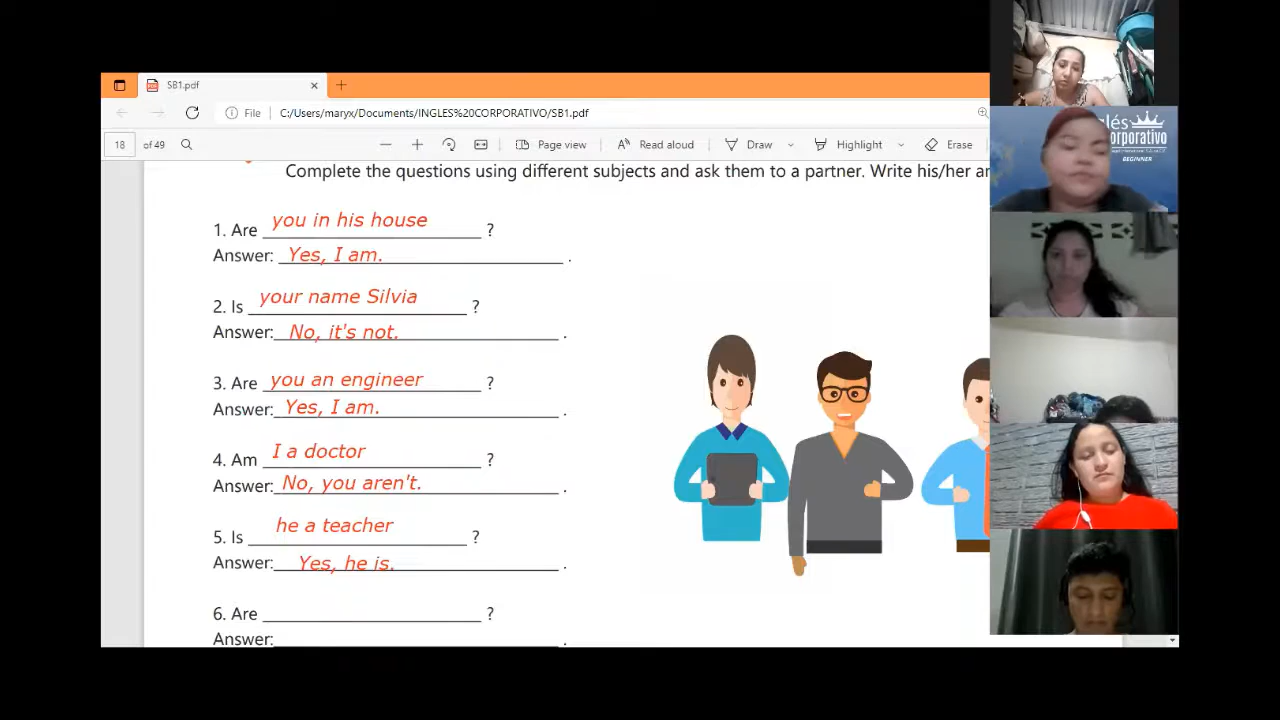 SB1.pdf
File
C:/Users/maryx/Documents/INGLES%20CORPORATIVO/SB1.pdf
18 of 49
Page view
Read aloud
Draw
Highlight
Erase
Complete the questions using different subjects and ask them to a partner. Write his/her
1. Are you in his house ?
Answer: Yes, I am. .
2. Is your name Silvia ?
Answer: No, it's not. .
3. Are you an engineer ?
Answer: Yes, I am. .
4. Am I a doctor ?
Answer: No, you aren't. .
5. Is he a teacher ?
Answer: Yes, he is. .
6. Are ____ ?
Answer: ____ .
glés
orporativo
BEGINNER